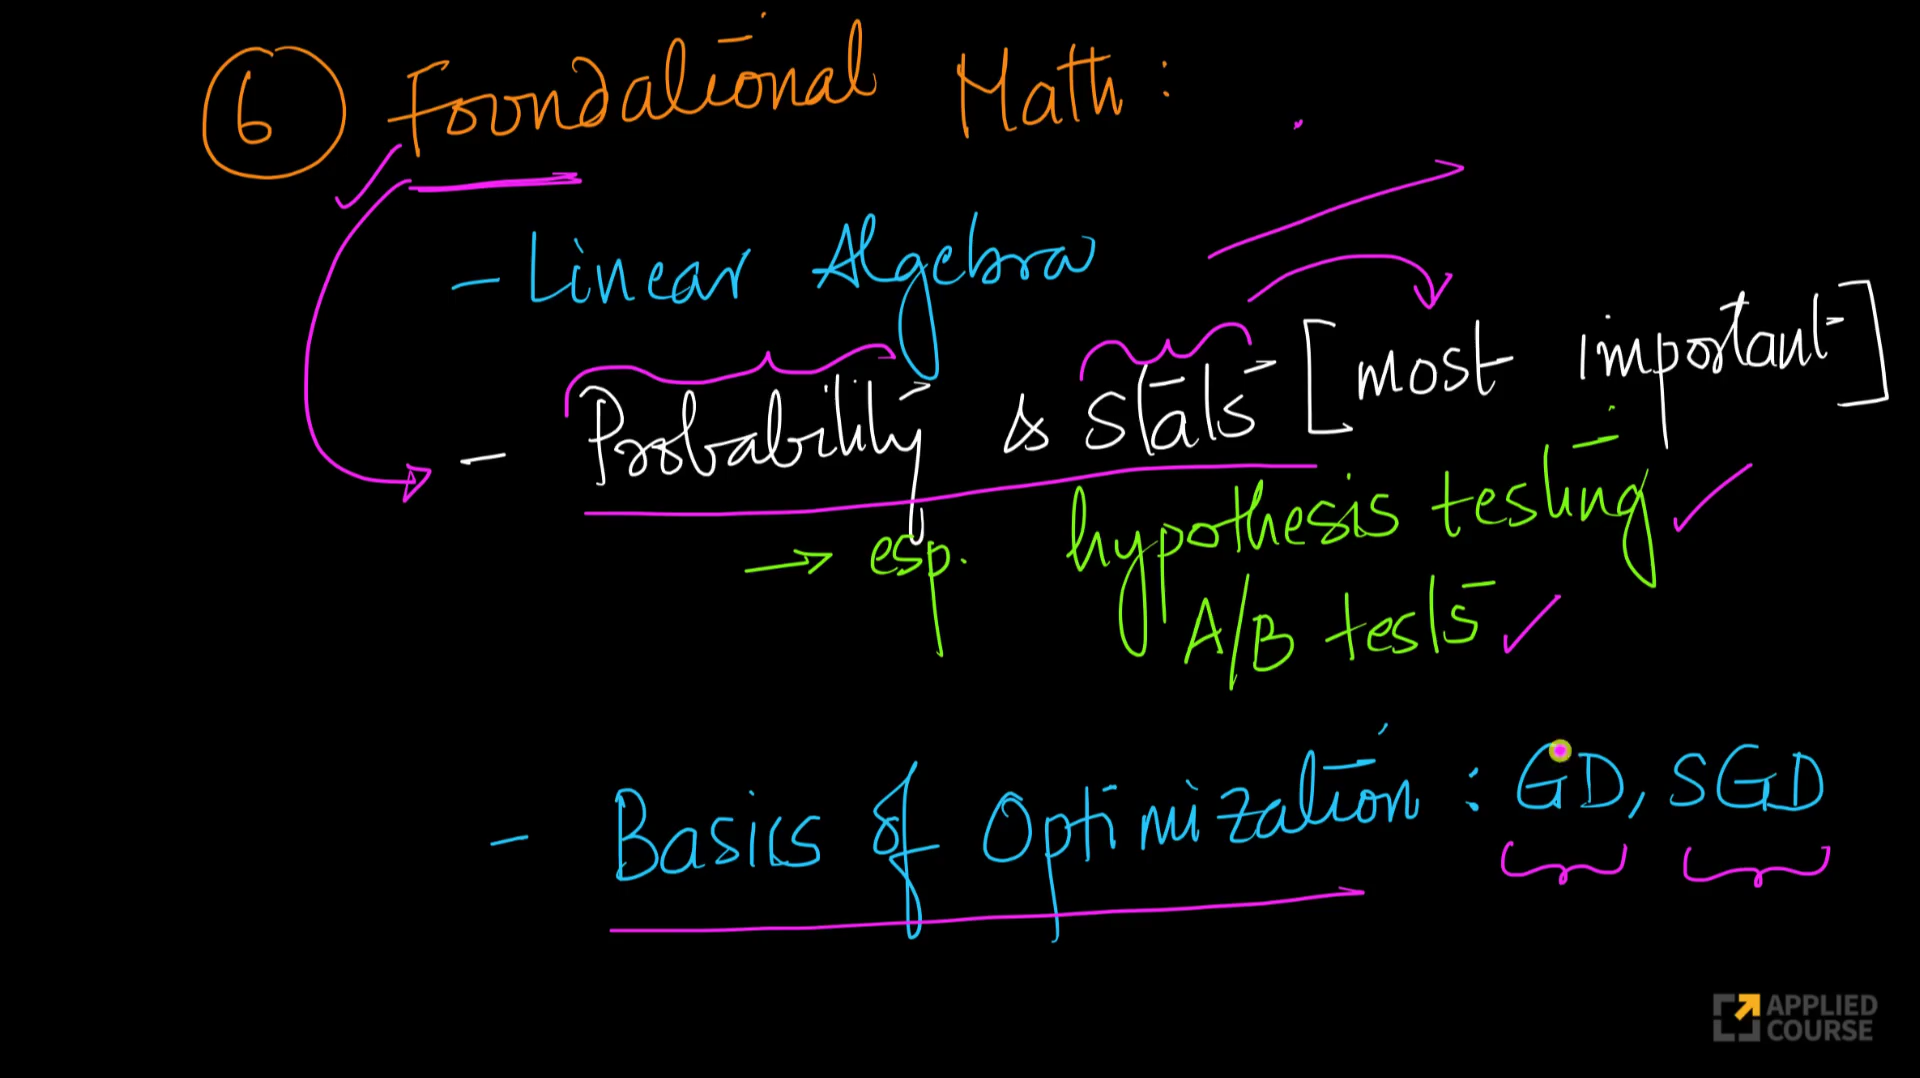 6 Foundational Math :
- Linear Algebra
- Probability & Stats [most important]
→ esp. hypothesis testing
A/B tests
- Basics of Optimization : GD, SGD
APPLIED
COURSE